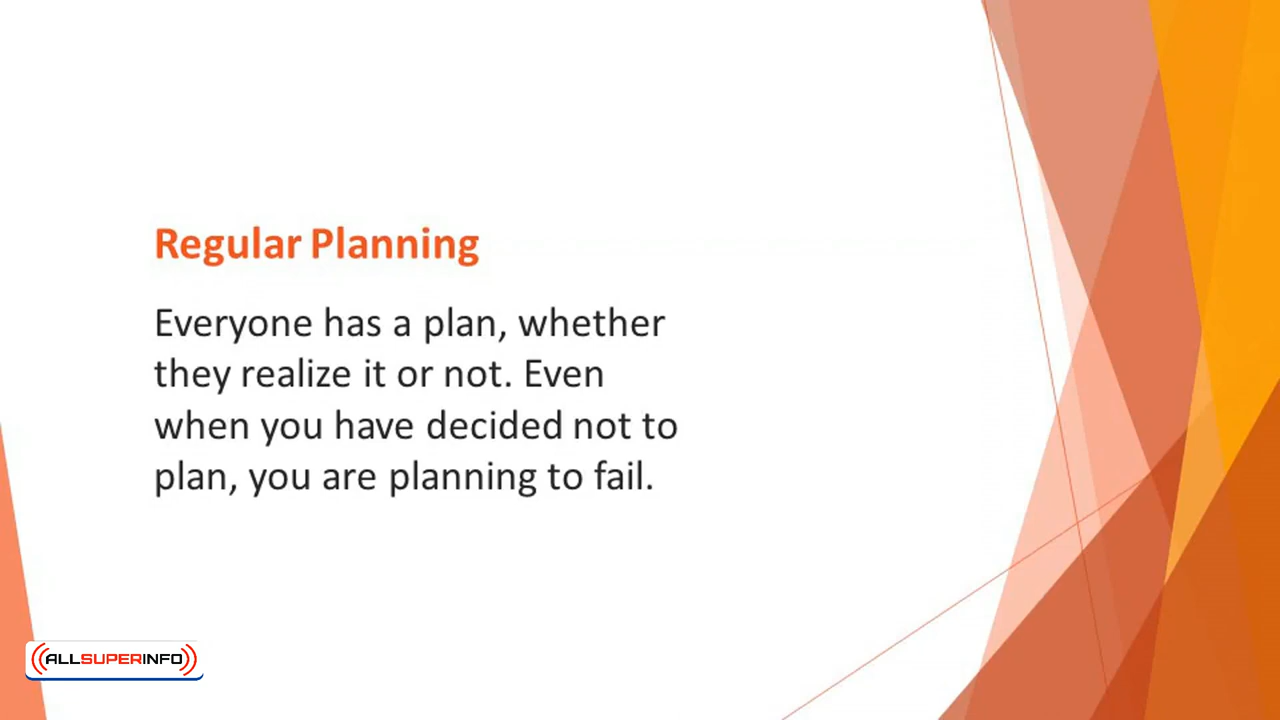 Regular Planning
Everyone has a plan, whether
they realize it or not. Even
when you have decided not to
plan, you are planning to fail.
ALLSUPERINFO